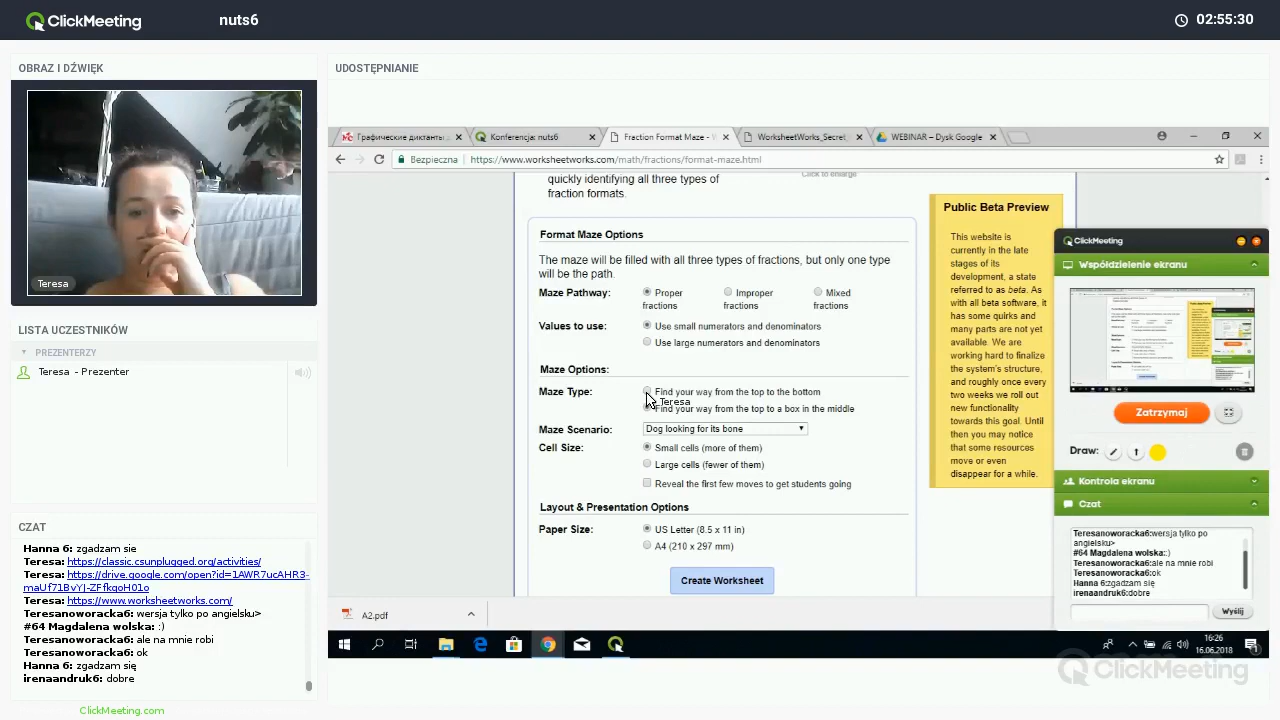 ClickMeeting
nuts6
02:55:30
OBRAZ I DŹWIĘK
Teresa
LISTA UCZESTNIKÓW
PREZENTERZY
Teresa - Prezenter
CZAT
Hanna 6: zgadzam sie
Teresa: https://classic.csunplugged.org/activities/
Teresa: https://drive.google.com/open?id=1AWR7ucAHR3-
maUf71BvYJ-ZFfkqoH01o
Teresa: https://www.worksheetworks.com/
Teresanoworacka6: wersja tylko po angielsku>
#64 Magdalena wolska: :)
Teresanoworacka6: ale na mnie robi
Teresanoworacka6: ok
Hanna 6: zgadzam się
irenaandruk6: dobre
ClickMeeting.com
UDOSTĘPNIANIE
Графические диктанты
Konferencja: nuts6
Fraction Format Maze -
WorksheetWorks_Secret
WEBINAR – Dysk Google
Bezpieczna
https://www.worksheetworks.com/math/fractions/format-maze.html
quickly identifying all three types of
fraction formats.
Click to enlarge
Format Maze Options
The maze will be filled with all three types of fractions, but only one type
will be the path.
Maze Pathway: Proper fractions Improper fractions Mixed fractions
Values to use: Use small numerators and denominators
Use large numerators and denominators
Maze Options:
Maze Type: Find your way from the top to the bottom
Teresa
Find your way from the top to a box in the middle
Maze Scenario: Dog looking for its bone
Cell Size: Small cells (more of them)
Large cells (fewer of them)
Reveal the first few moves to get students going
Layout & Presentation Options
Paper Size: US Letter (8.5 x 11 in)
A4 (210 x 297 mm)
Create Worksheet
Public Beta Preview
This website is
currently in the late
stages of its
development, a state
referred to as beta. As
with all beta software, it
has some quirks and
many parts are not yet
available. We are
working hard to finalize
the system's structure,
and roughly once every
two weeks we roll out
new functionality
towards this goal. Until
then you may notice
that some features
move or even
disappear for a while.
ClickMeeting
Współdzielenie ekranu
Zatrzymaj
Draw:
Kontrola ekranu
Czat
Teresanoworacka6:wersja tylko po
angielsku>
#64 Magdalena wolska::)
Teresanoworacka6:ale na mnie robi
Teresanoworacka6:ok
Hanna 6:zgadzam się
irenaandruk6:dobre
Wyślij
A2.pdf
16:26
16.06.2018
ClickMeeting